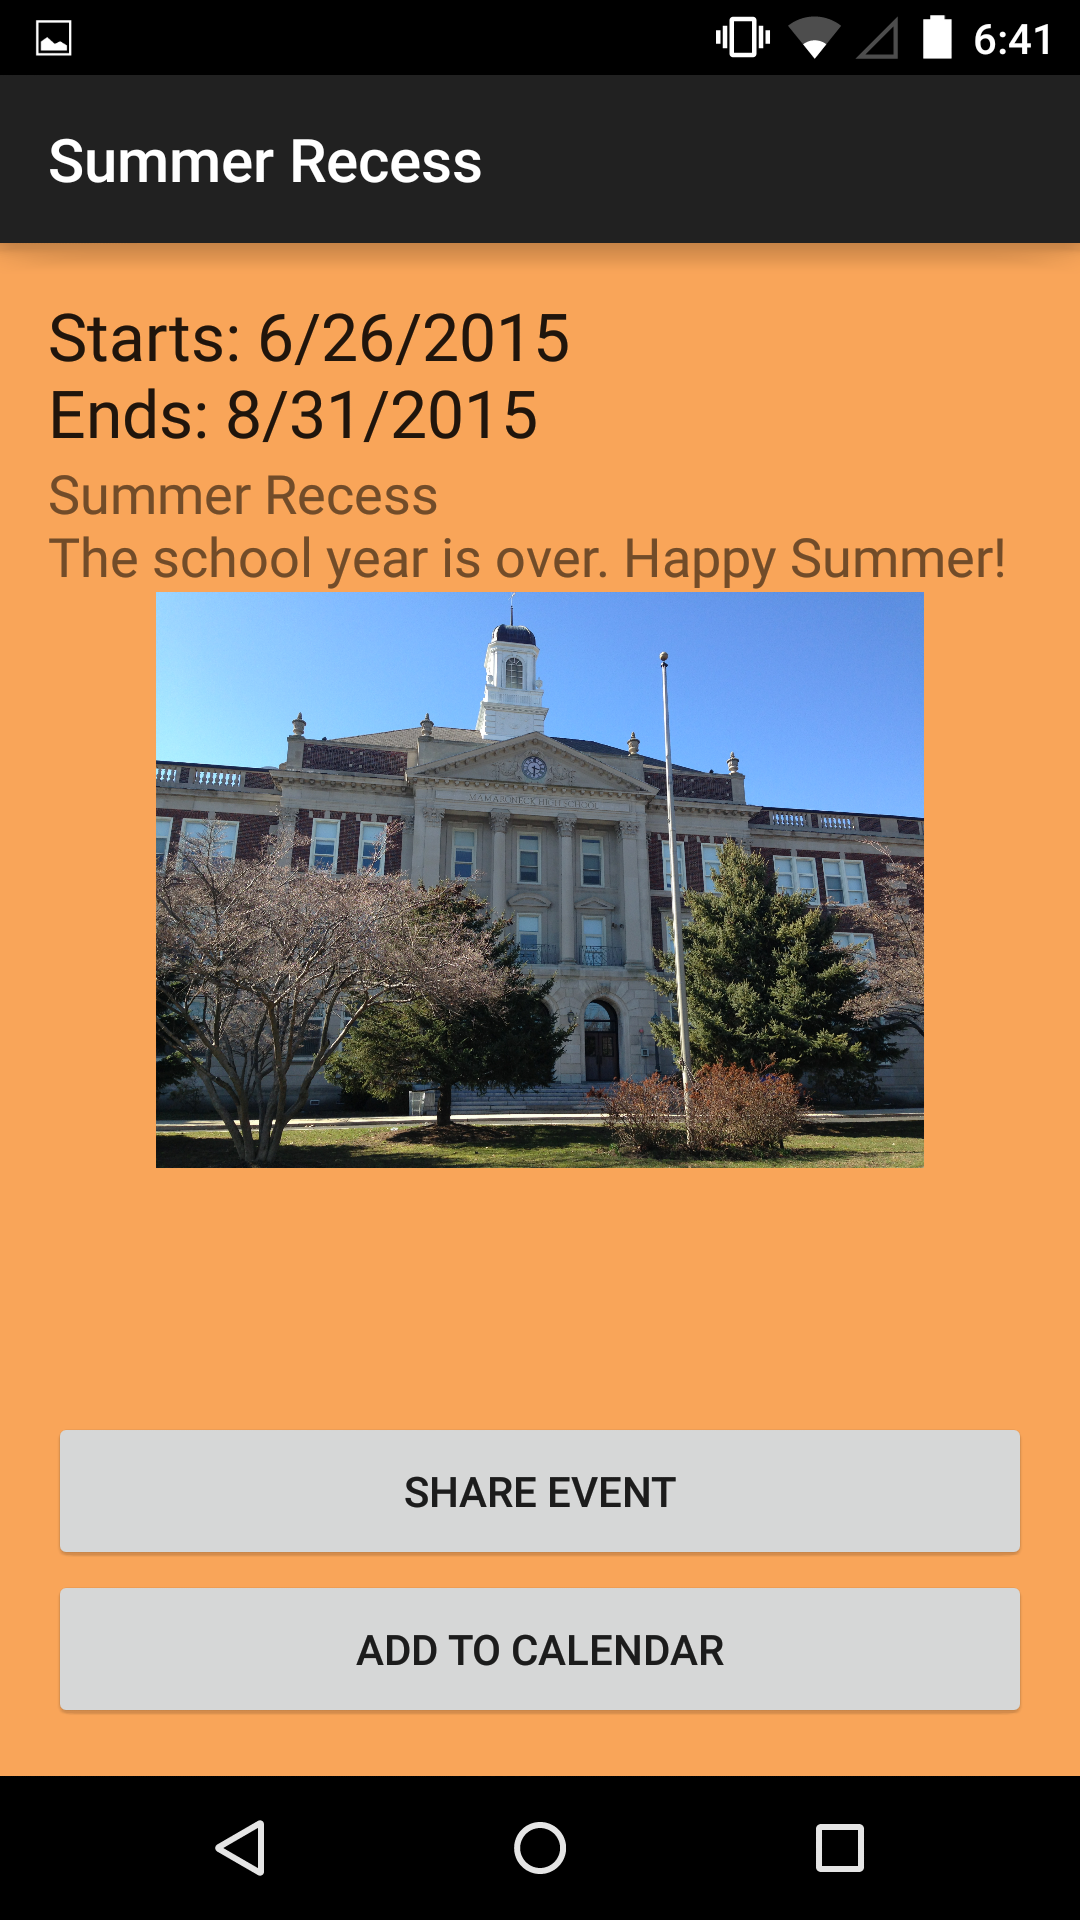 6:41
Summer Recess
Starts: 6/26/2015
Ends: 8/31/2015
Summer Recess
The school year is over. Happy Summer!
MAMARONECK HIGH SCHOOL
SHARE EVENT
ADD TO CALENDAR